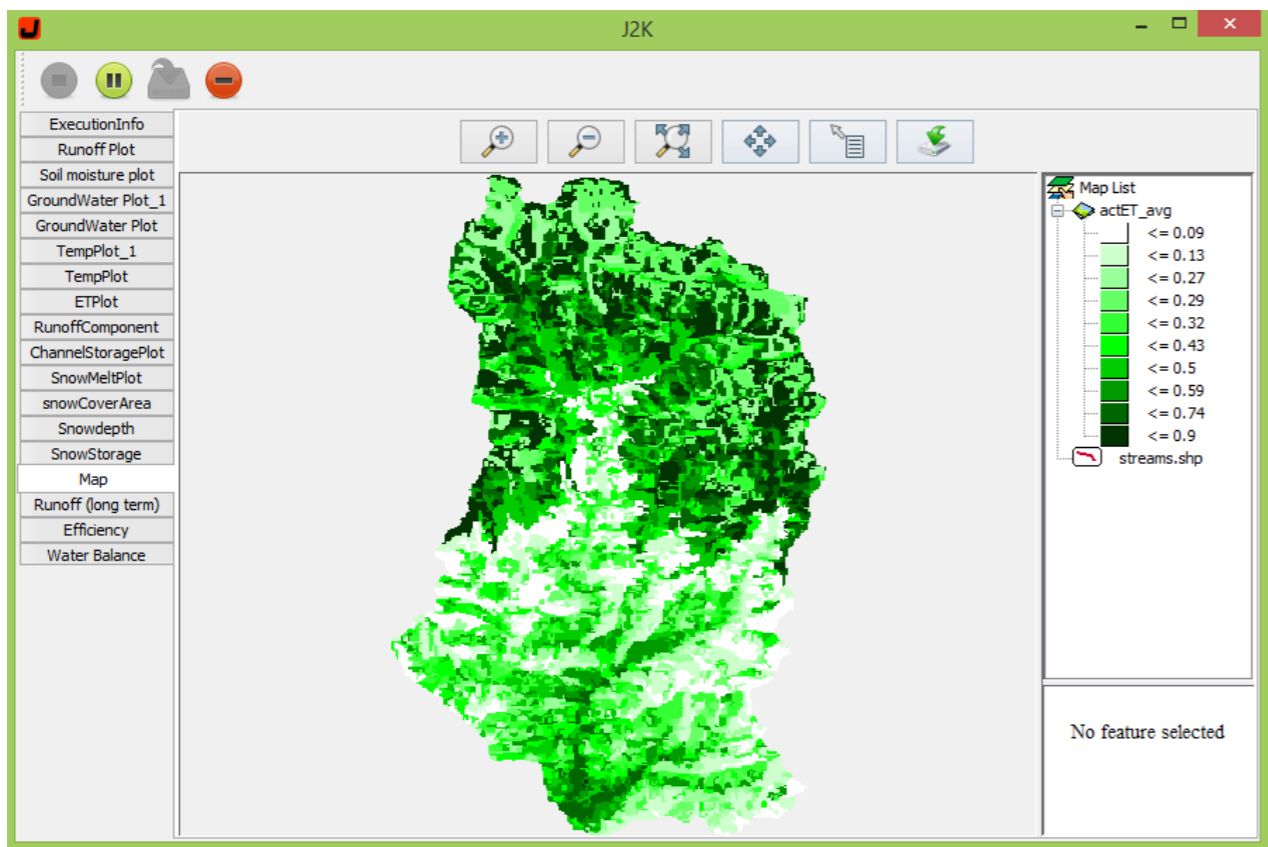 J2K
ExecutionInfo
Runoff Plot
Soil moisture plot
GroundWater Plot_1
GroundWater Plot
TempPlot_1
TempPlot
ETPlot
RunoffComponent
ChannelStoragePlot
SnowMeltPlot
snowCoverArea
Snowdepth
SnowStorage
Map
Runoff (long term)
Efficiency
Water Balance
Map List
actET_avg
<= 0.09
<= 0.13
<= 0.27
<= 0.29
<= 0.32
<= 0.43
<= 0.5
<= 0.59
<= 0.74
<= 0.9
streams.shp
No feature selected